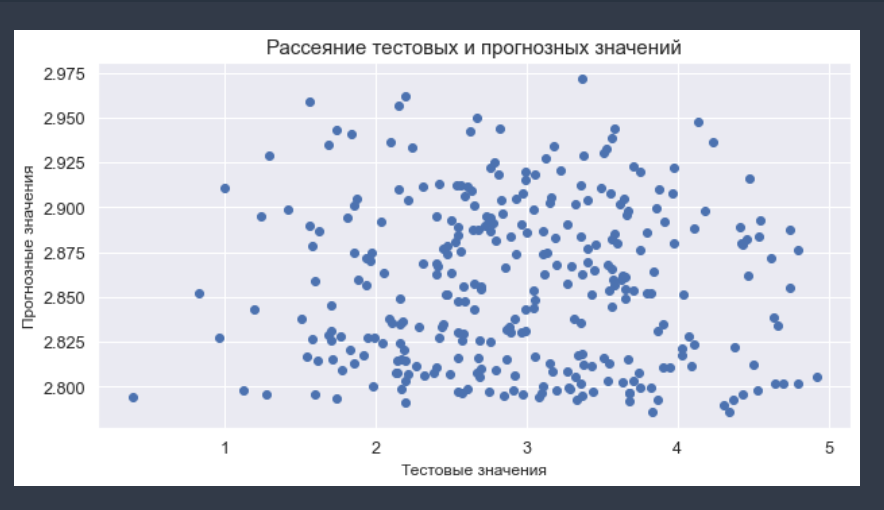 Рассеяние тестовых и прогнозных значений
Прогнозные значения
2.975
2.950
2.925
2.900
2.875
2.850
2.825
2.800
1 2 3 4 5
Тестовые значения